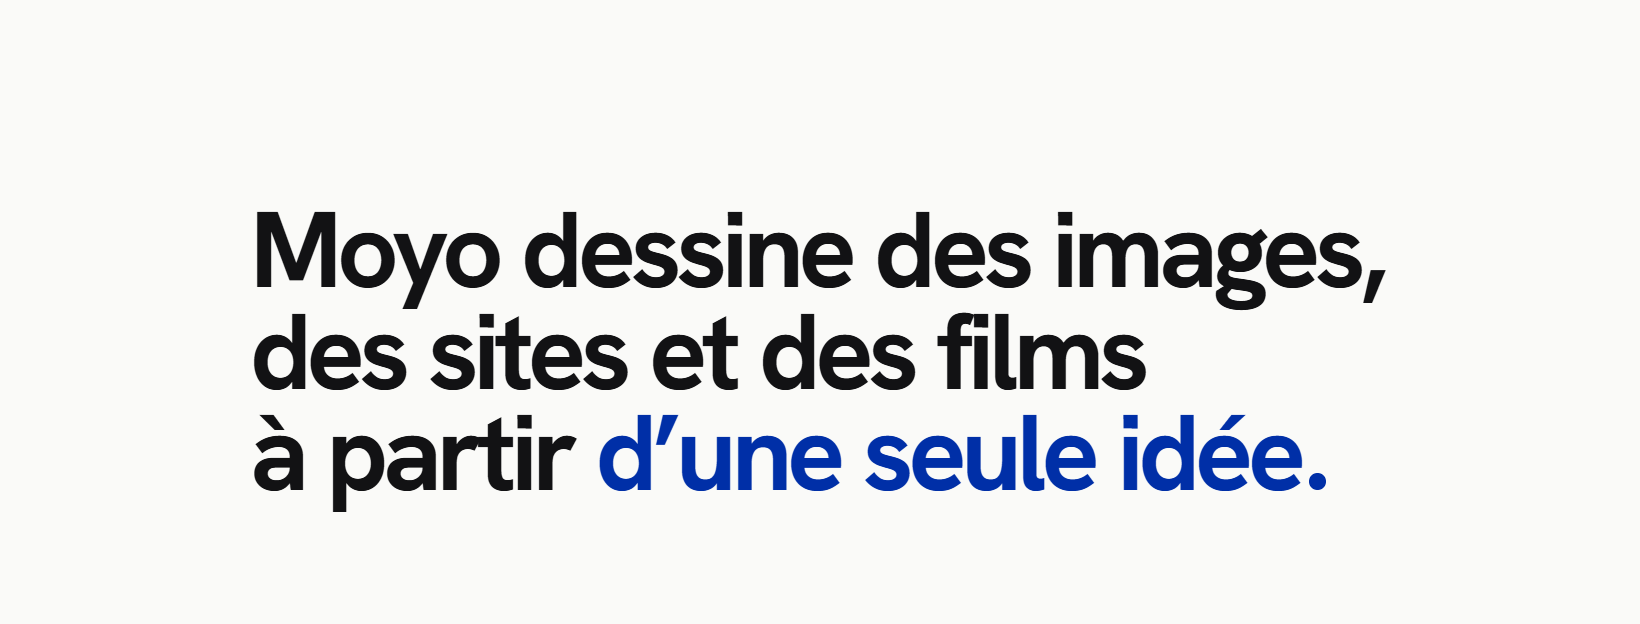 Moyo dessine des images,
des sites et des films
à partir d’une seule idée.